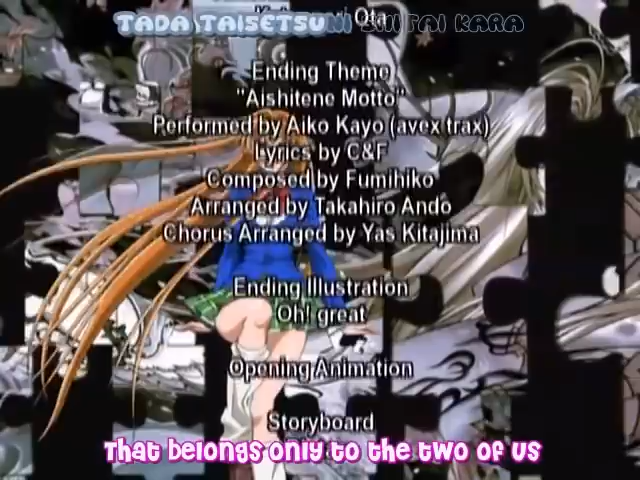 TADA TAISETSU NI SHITAI KARA
Ota
Ending Theme
"Aishitene Motto"
Performed by Aiko Kayo (avex trax)
Lyrics by C&F
Composed by Fumihiko
Arranged by Takahiro Ando
Chorus Arranged by Yas Kitajima
Ending Illustration
Oh! great
Opening Animation
Storyboard
That belongs only to the two of us